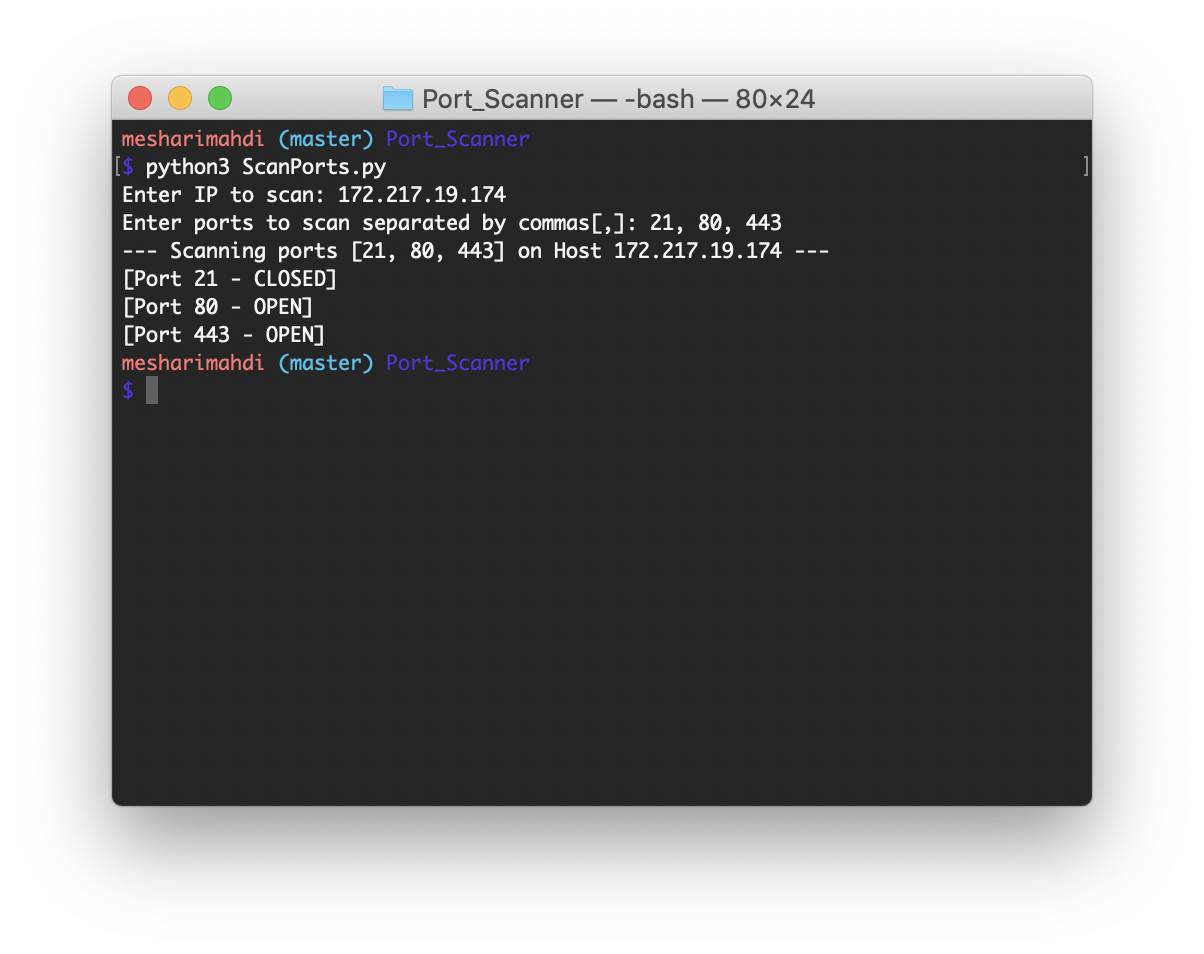 Port_Scanner — -bash — 80×24
mesharimahdi (master) Port_Scanner
[$ python3 ScanPorts.py ]
Enter IP to scan: 172.217.19.174
Enter ports to scan separated by commas[,]: 21, 80, 443
--- Scanning ports [21, 80, 443] on Host 172.217.19.174 ---
[Port 21 - CLOSED]
[Port 80 - OPEN]
[Port 443 - OPEN]
mesharimahdi (master) Port_Scanner
$